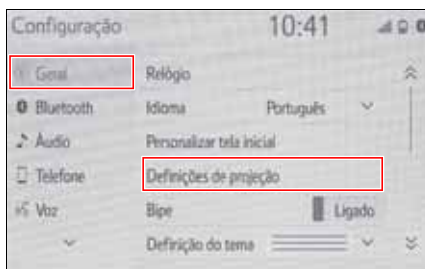 Configuração 10:41
Geral Relógio
Bluetooth Idioma Português
Áudio Personalizar tela inicial
Telefone Definições de projeção
Voz Bipe Ligado
Definição do tema